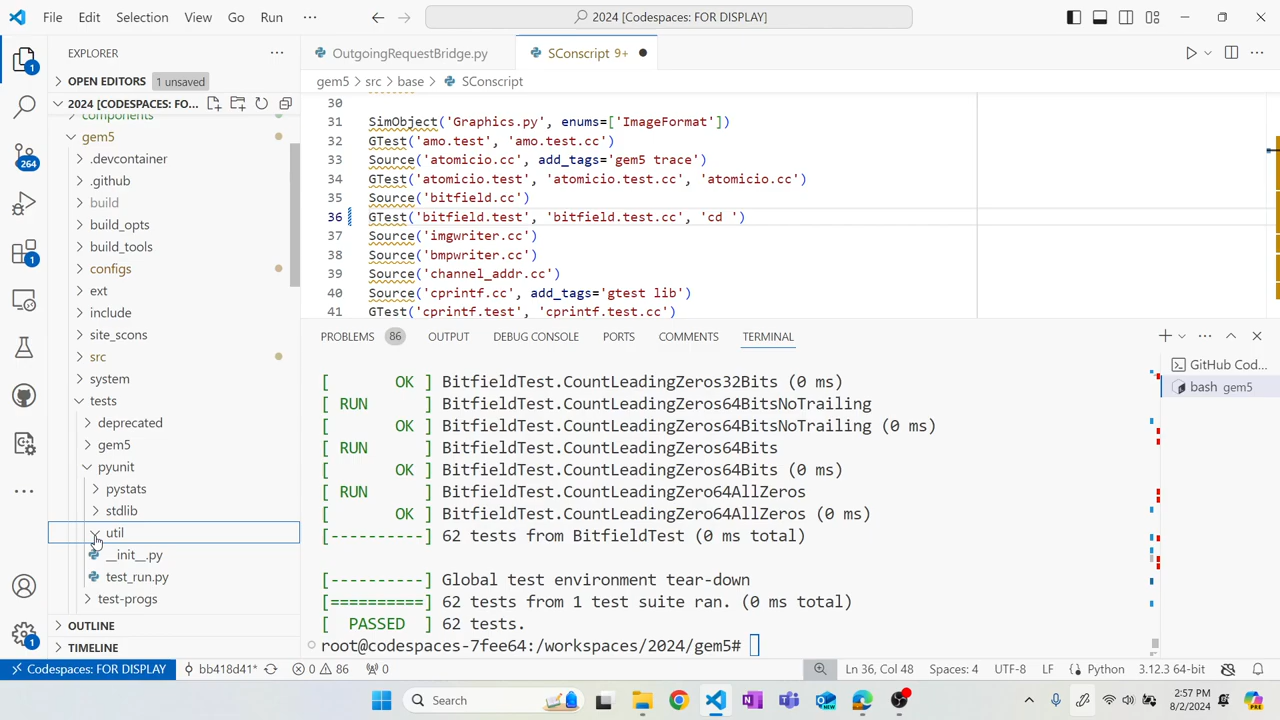 File Edit Selection View Go Run ··· 2024 [Codespaces: FOR DISPLAY]
EXPLORER
OPEN EDITORS 1 unsaved
2024 [CODESPACES: FO...
components
gem5
.devcontainer
.github
build
build_opts
build_tools
configs
ext
include
site_scons
src
system
tests
deprecated
gem5
pyunit
pystats
stdlib
util
__init__.py
test_run.py
test-progs
OUTLINE
TIMELINE
1
264
1
1
OutgoingRequestBridge.py SConscript 9+
gem5 > src > base > SConscript
30
31 SimObject('Graphics.py', enums=['ImageFormat'])
32 GTest('amo.test', 'amo.test.cc')
33 Source('atomicio.cc', add_tags='gem5 trace')
34 GTest('atomicio.test', 'atomicio.test.cc', 'atomicio.cc')
35 Source('bitfield.cc')
36 GTest('bitfield.test', 'bitfield.test.cc', 'cd ')
37 Source('imgwriter.cc')
38 Source('bmpwriter.cc')
39 Source('channel_addr.cc')
40 Source('cprintf.cc', add_tags='gtest lib')
41 GTest('cprintf.test', 'cprintf.test.cc')
PROBLEMS 86 OUTPUT DEBUG CONSOLE PORTS COMMENTS TERMINAL
[       OK ] BitfieldTest.CountLeadingZeros32Bits (0 ms)
[ RUN      ] BitfieldTest.CountLeadingZeros64BitsNoTrailing
[       OK ] BitfieldTest.CountLeadingZeros64BitsNoTrailing (0 ms)
[ RUN      ] BitfieldTest.CountLeadingZeros64Bits
[       OK ] BitfieldTest.CountLeadingZeros64Bits (0 ms)
[ RUN      ] BitfieldTest.CountLeadingZero64AllZeros
[       OK ] BitfieldTest.CountLeadingZero64AllZeros (0 ms)
[----------] 62 tests from BitfieldTest (0 ms total)
[----------] Global test environment tear-down
[==========] 62 tests from 1 test suite ran. (0 ms total)
[  PASSED  ] 62 tests.
root@codespaces-7fee64:/workspaces/2024/gem5#
GitHub Cod...
bash gem5
Codespaces: FOR DISPLAY bb418d41* 0 86 0 Ln 36, Col 48 Spaces: 4 UTF-8 LF Python 3.12.3 64-bit
Search
2:57 PM
8/2/2024